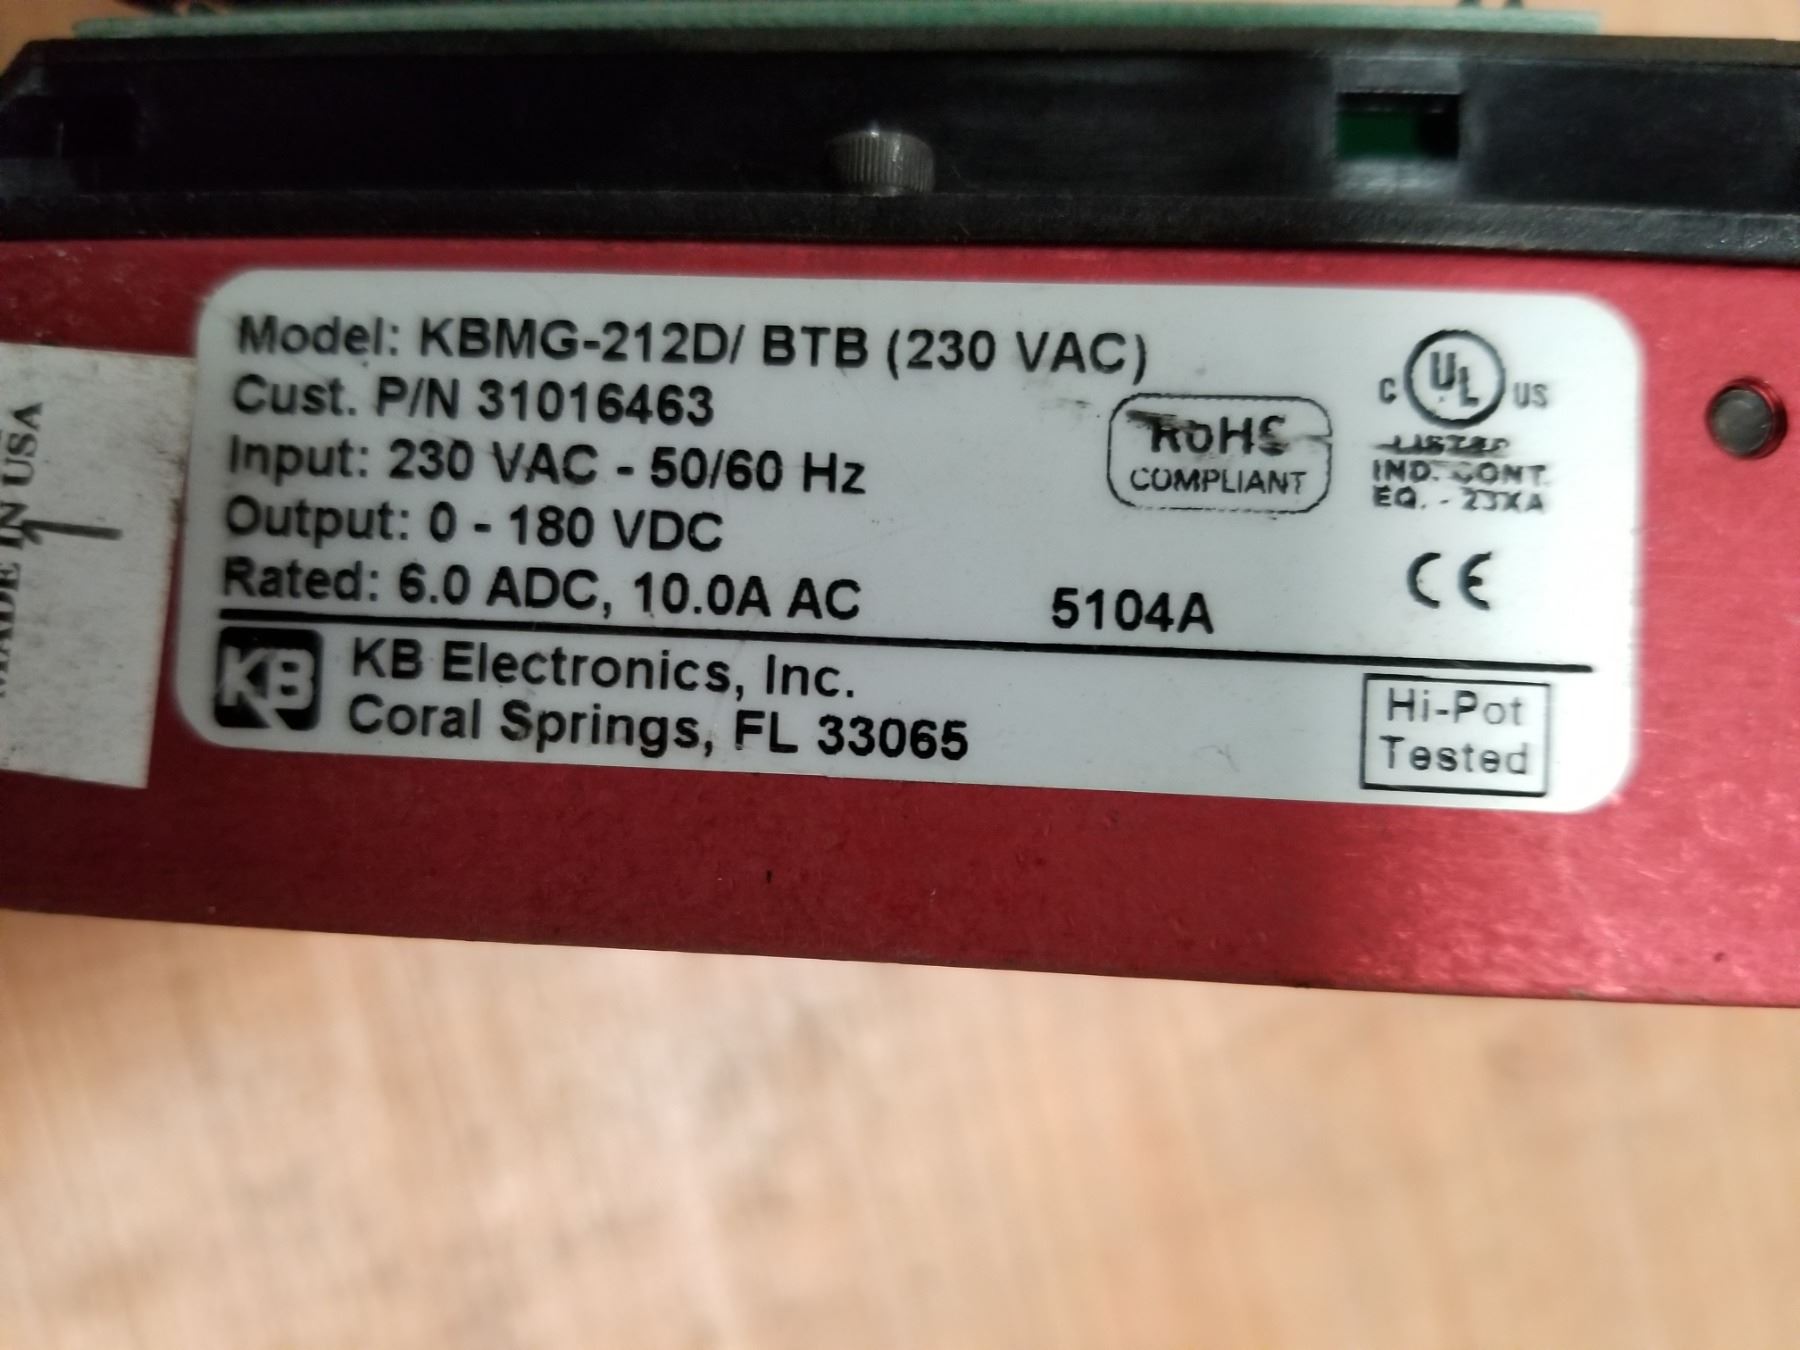 Model: KBMG-212D/ BTB (230 VAC)
Cust. P/N 31016463
Input: 230 VAC - 50/60 Hz
Output: 0 - 180 VDC
Rated: 6.0 ADC, 10.0A AC
5104A
RoHS
COMPLIANT
C UL US
LISTED
IND. CONT.
EQ. - 23XA
CE
KB
KB Electronics, Inc.
Coral Springs, FL 33065
Hi-Pot
Tested
MADE IN USA